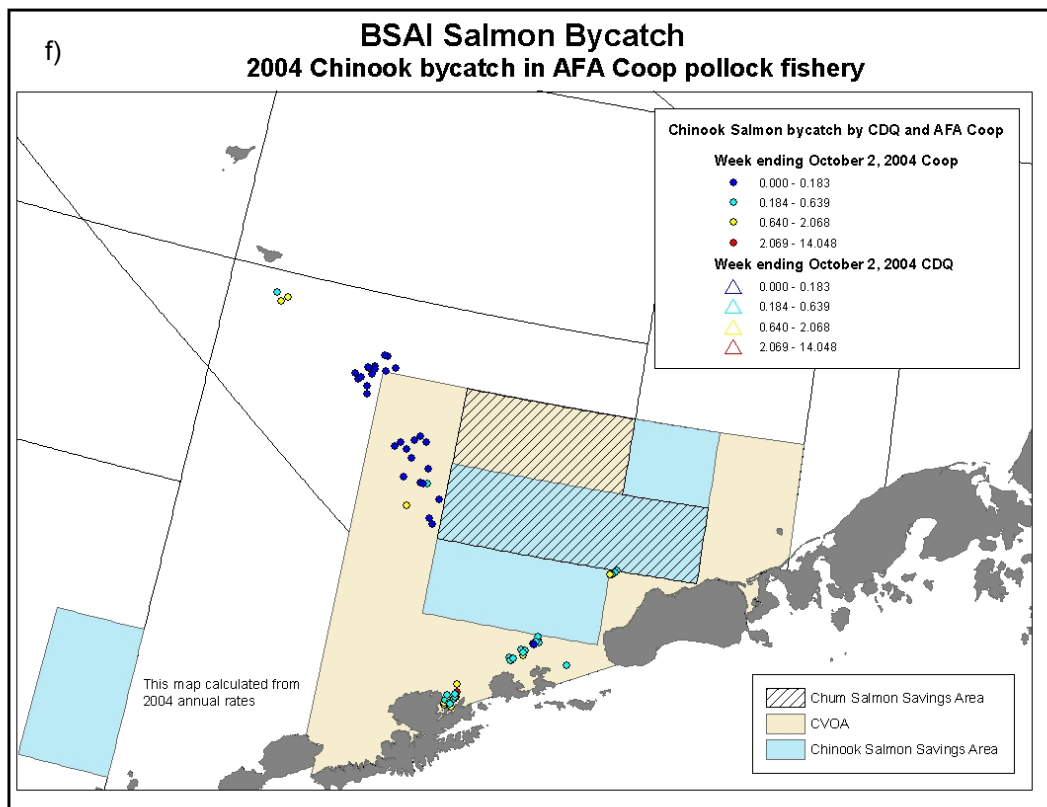 f)
BSAI Salmon Bycatch
2004 Chinook bycatch in AFA Coop pollock fishery
Chinook Salmon bycatch by CDQ and AFA Coop
Week ending October 2, 2004 Coop
0.000 - 0.183
0.184 - 0.639
0.640 - 2.068
2.069 - 14.048
Week ending October 2, 2004 CDQ
0.000 - 0.183
0.184 - 0.639
0.640 - 2.068
2.069 - 14.048
This map calculated from
2004 annual rates
Chum Salmon Savings Area
CVOA
Chinook Salmon Savings Area